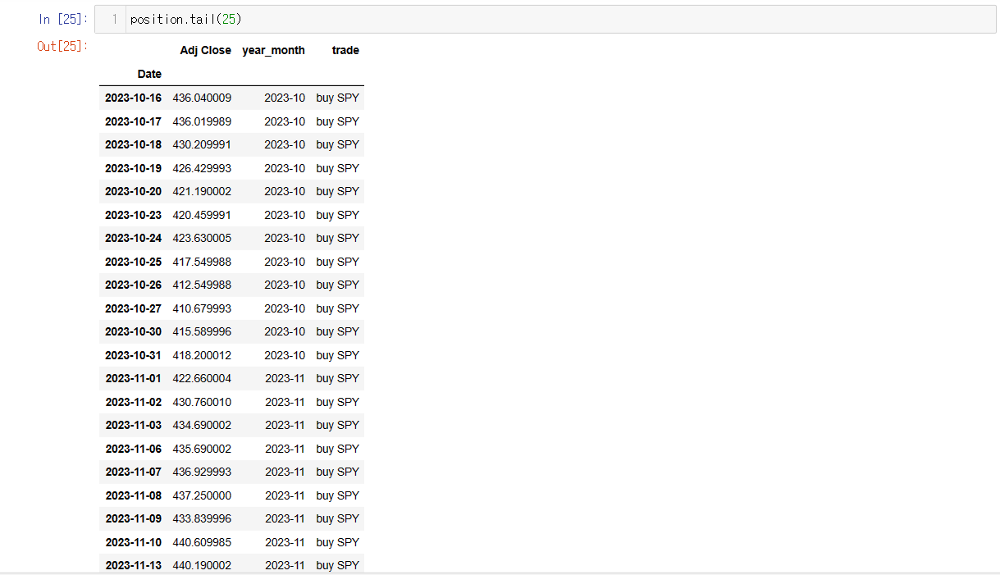 In [25]: 1 position.tail(25)
Out[25]:
Adj Close year_month trade
Date
2023-10-16 436.040009 2023-10 buy SPY
2023-10-17 436.019989 2023-10 buy SPY
2023-10-18 430.209991 2023-10 buy SPY
2023-10-19 426.429993 2023-10 buy SPY
2023-10-20 421.190002 2023-10 buy SPY
2023-10-23 420.459991 2023-10 buy SPY
2023-10-24 423.630005 2023-10 buy SPY
2023-10-25 417.549988 2023-10 buy SPY
2023-10-26 412.549988 2023-10 buy SPY
2023-10-27 410.679993 2023-10 buy SPY
2023-10-30 415.589996 2023-10 buy SPY
2023-10-31 418.200012 2023-10 buy SPY
2023-11-01 422.660004 2023-11 buy SPY
2023-11-02 430.760010 2023-11 buy SPY
2023-11-03 434.690002 2023-11 buy SPY
2023-11-06 435.690002 2023-11 buy SPY
2023-11-07 436.929993 2023-11 buy SPY
2023-11-08 437.250000 2023-11 buy SPY
2023-11-09 433.839996 2023-11 buy SPY
2023-11-10 440.609985 2023-11 buy SPY
2023-11-13 440.190002 2023-11 buy SPY